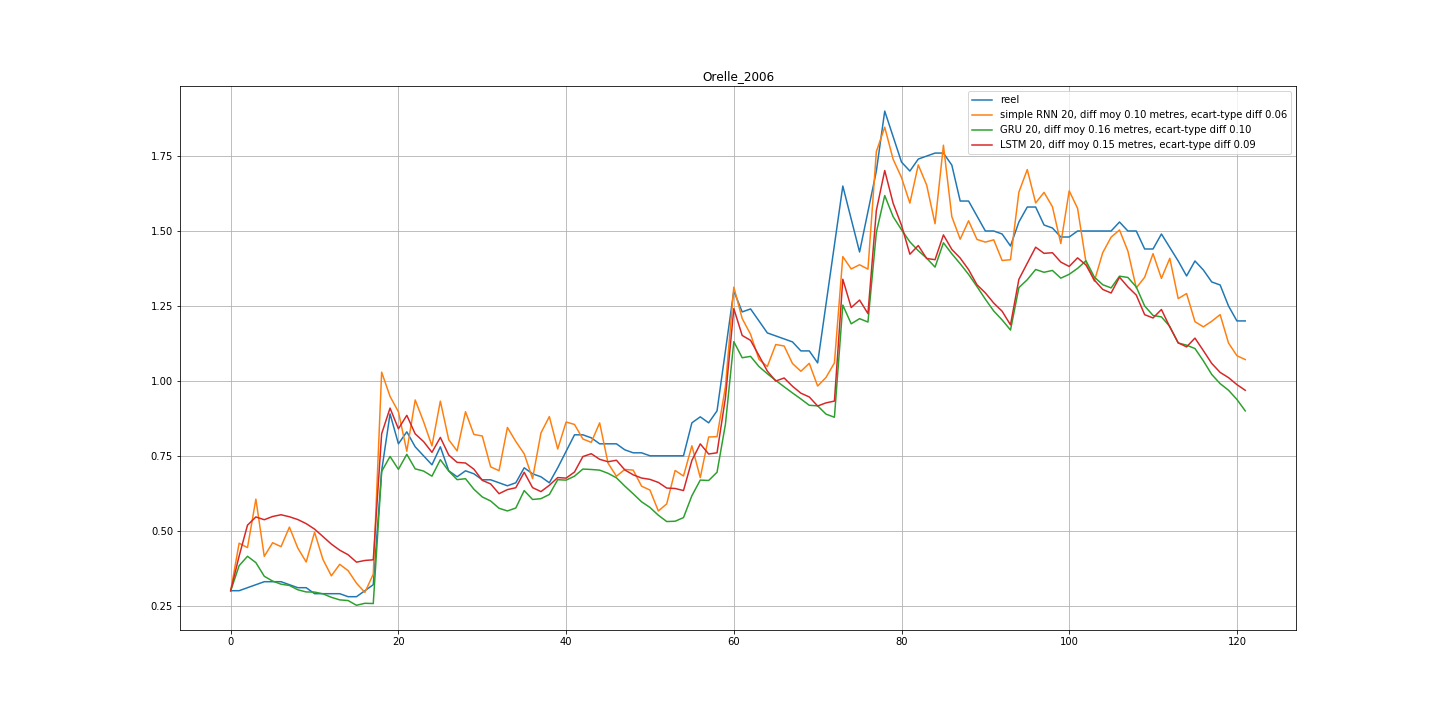 Orelle_2006
reel
simple RNN 20, diff moy 0.10 metres, ecart-type diff 0.06
GRU 20, diff moy 0.16 metres, ecart-type diff 0.10
LSTM 20, diff moy 0.15 metres, ecart-type diff 0.09
1.75
1.50
1.25
1.00
0.75
0.50
0.25
0 20 40 60 80 100 120